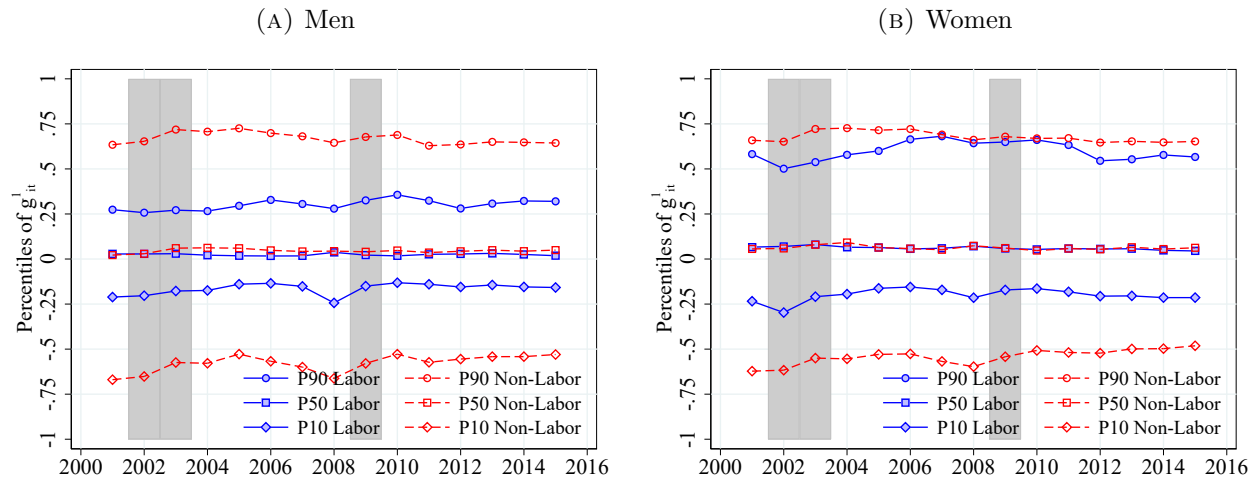 (A) Men
Percentiles of g¹ᵢₜ
1
.75
.5
.25
0
-.25
-.5
-.75
-1
P90 Labor P90 Non-Labor
P50 Labor P50 Non-Labor
P10 Labor P10 Non-Labor
2000 2002 2004 2006 2008 2010 2012 2014 2016
(B) Women
Percentiles of g¹ᵢₜ
1
.75
.5
.25
0
-.25
-.5
-.75
-1
P90 Labor P90 Non-Labor
P50 Labor P50 Non-Labor
P10 Labor P10 Non-Labor
2000 2002 2004 2006 2008 2010 2012 2014 2016